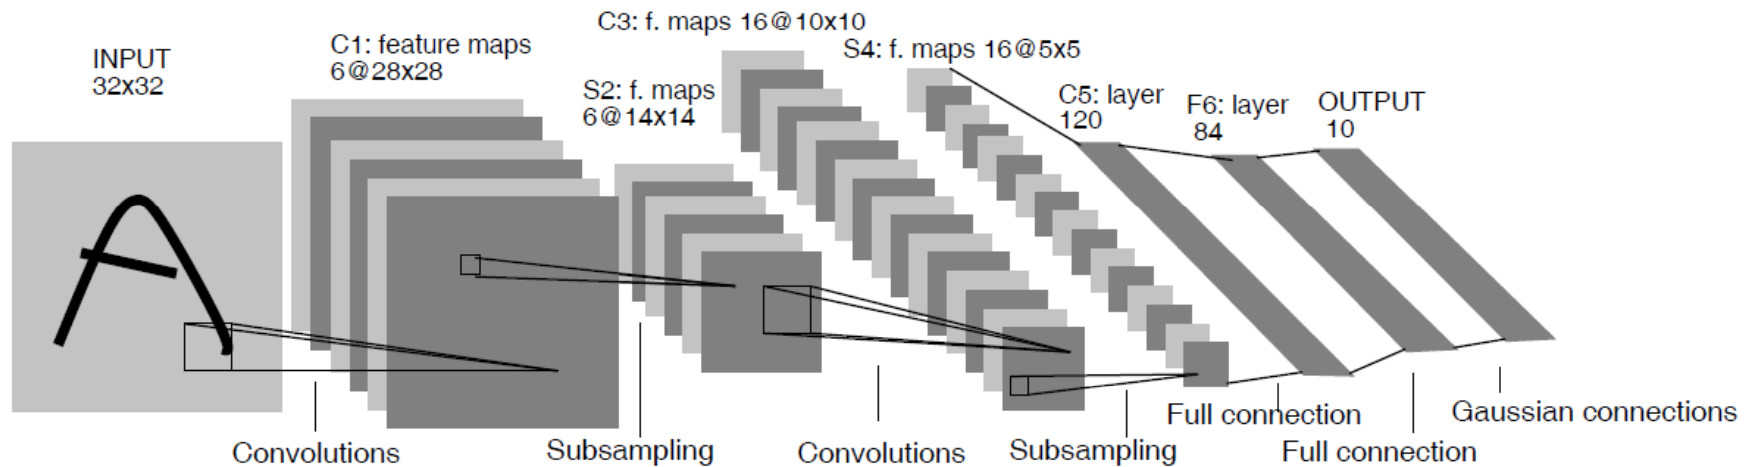 INPUT
32x32
C1: feature maps
6@28x28
S2: f. maps
6@14x14
C3: f. maps 16@10x10
S4: f. maps 16@5x5
C5: layer
120
F6: layer
84
OUTPUT
10
Convolutions
Subsampling
Convolutions
Subsampling
Full connection
Full connection
Gaussian connections